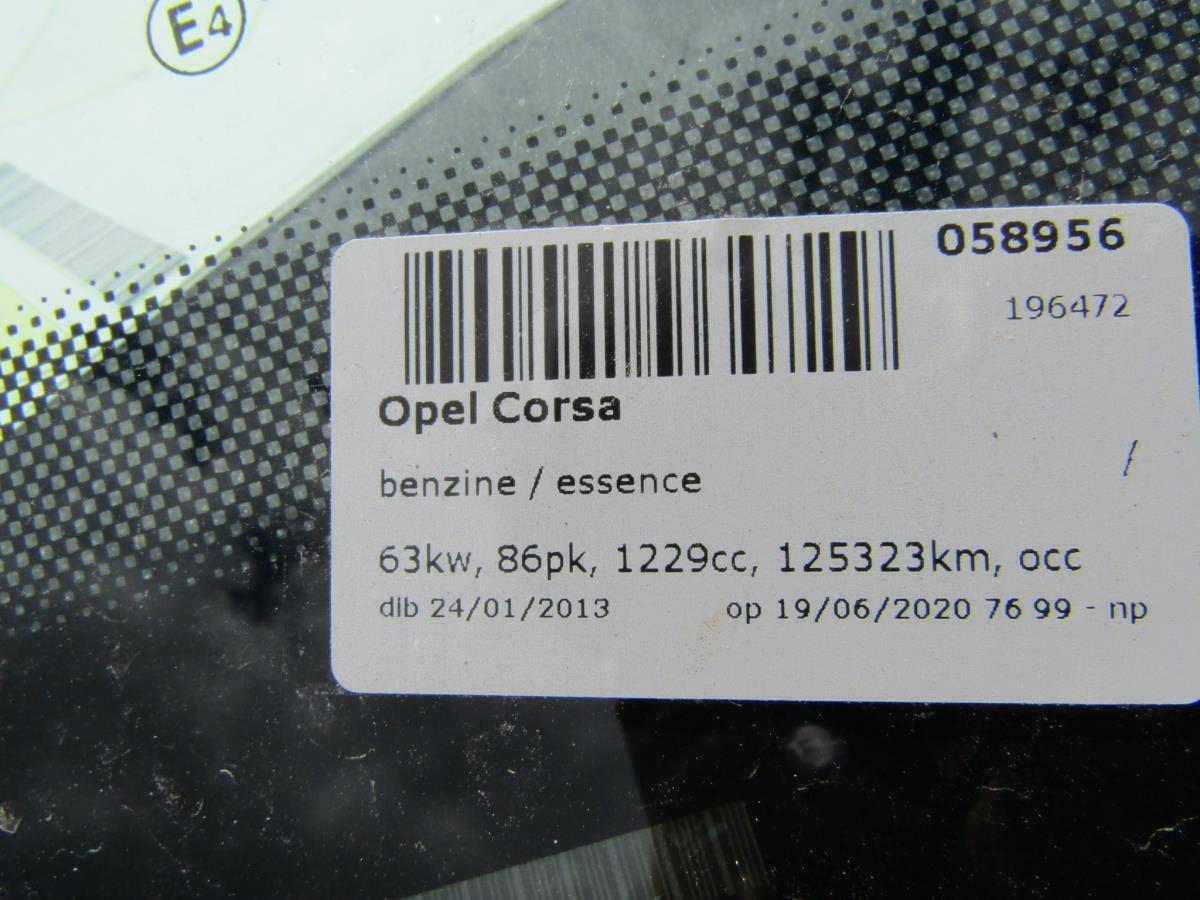 E4
058956
196472
Opel Corsa
benzine / essence
/
63kw, 86pk, 1229cc, 125323km, occ
dib 24/01/2013 op 19/06/2020 76 99 - np